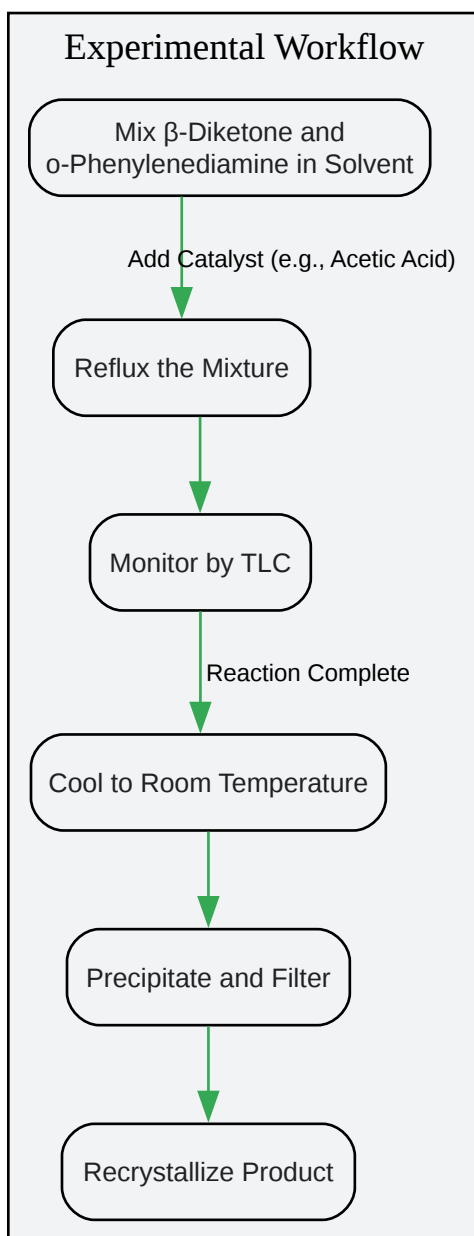 Experimental Workflow
Mix β-Diketone and
o-Phenylenediamine in Solvent
Add Catalyst (e.g., Acetic Acid)
Reflux the Mixture
Monitor by TLC
Reaction Complete
Cool to Room Temperature
Precipitate and Filter
Recrystallize Product